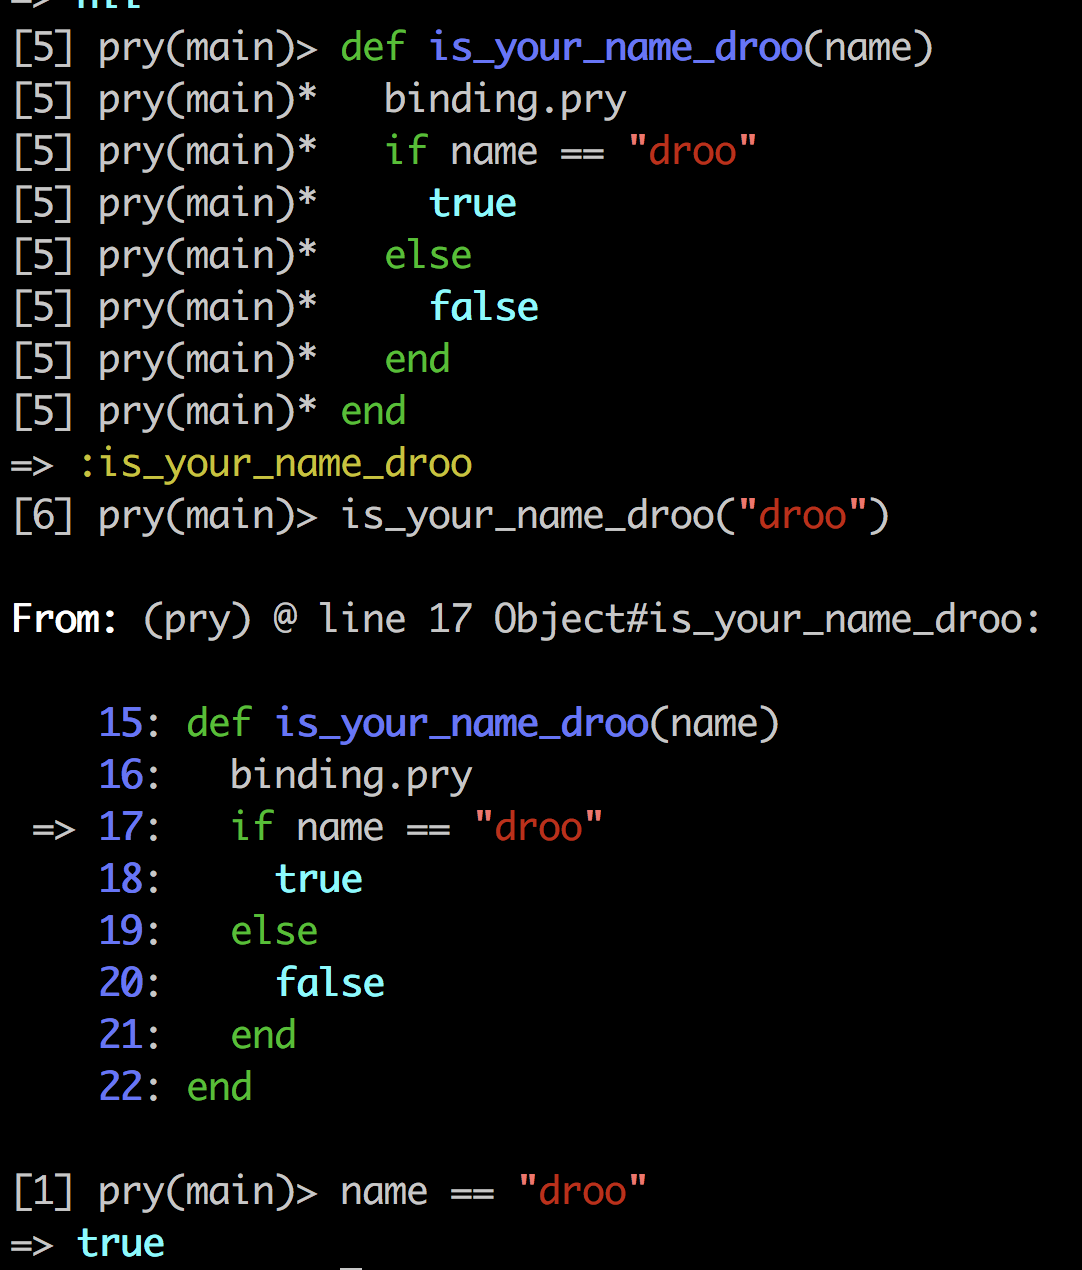 => nil
[5] pry(main)> def is_your_name_droo(name)
[5] pry(main)*   binding.pry
[5] pry(main)*   if name == "droo"
[5] pry(main)*     true
[5] pry(main)*   else
[5] pry(main)*     false
[5] pry(main)*   end
[5] pry(main)* end
=> :is_your_name_droo
[6] pry(main)> is_your_name_droo("droo")
From: (pry) @ line 17 Object#is_your_name_droo:
    15: def is_your_name_droo(name)
    16:   binding.pry
 => 17:   if name == "droo"
    18:     true
    19:   else
    20:     false
    21:   end
    22: end
[1] pry(main)> name == "droo"
=> true